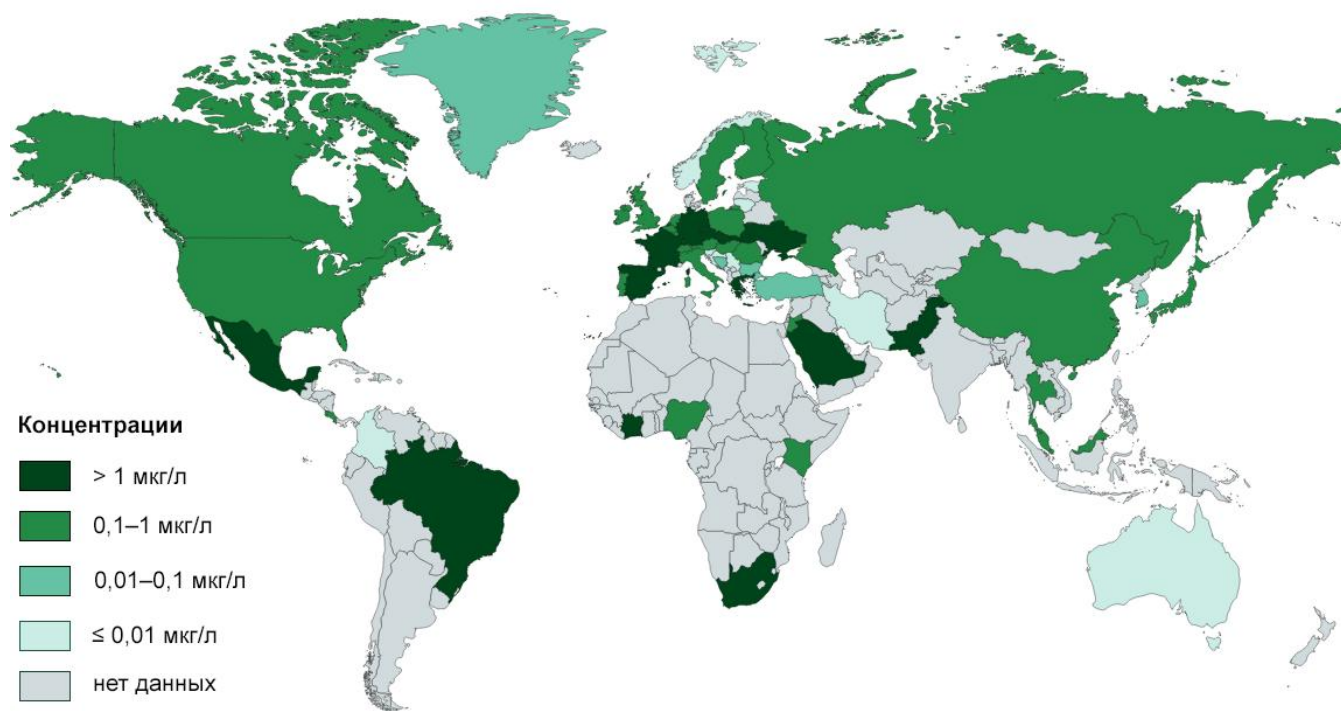 Концентрации
> 1 мкг/л
0,1–1 мкг/л
0,01–0,1 мкг/л
≤ 0,01 мкг/л
нет данных